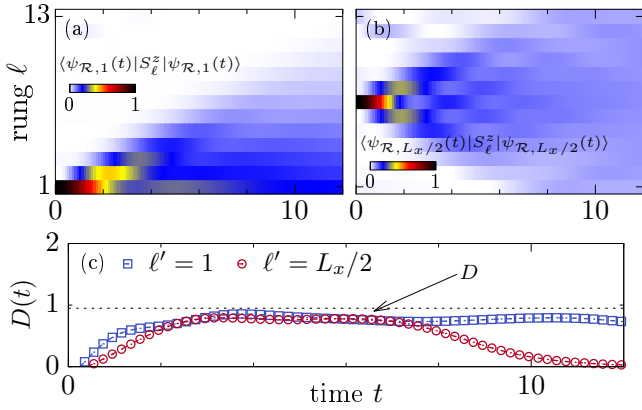 13
(a)
⟨ψ_{R,1}(t)|S^z_ℓ|ψ_{R,1}(t)⟩
0 1
rung ℓ
1
0 10
(b)
⟨ψ_{R,L_x/2}(t)|S^z_ℓ|ψ_{R,L_x/2}(t)⟩
0 1
0 10
2
(c) ℓ′ = 1 ℓ′ = L_x/2
D
D(t)
1
0
0 10
time t